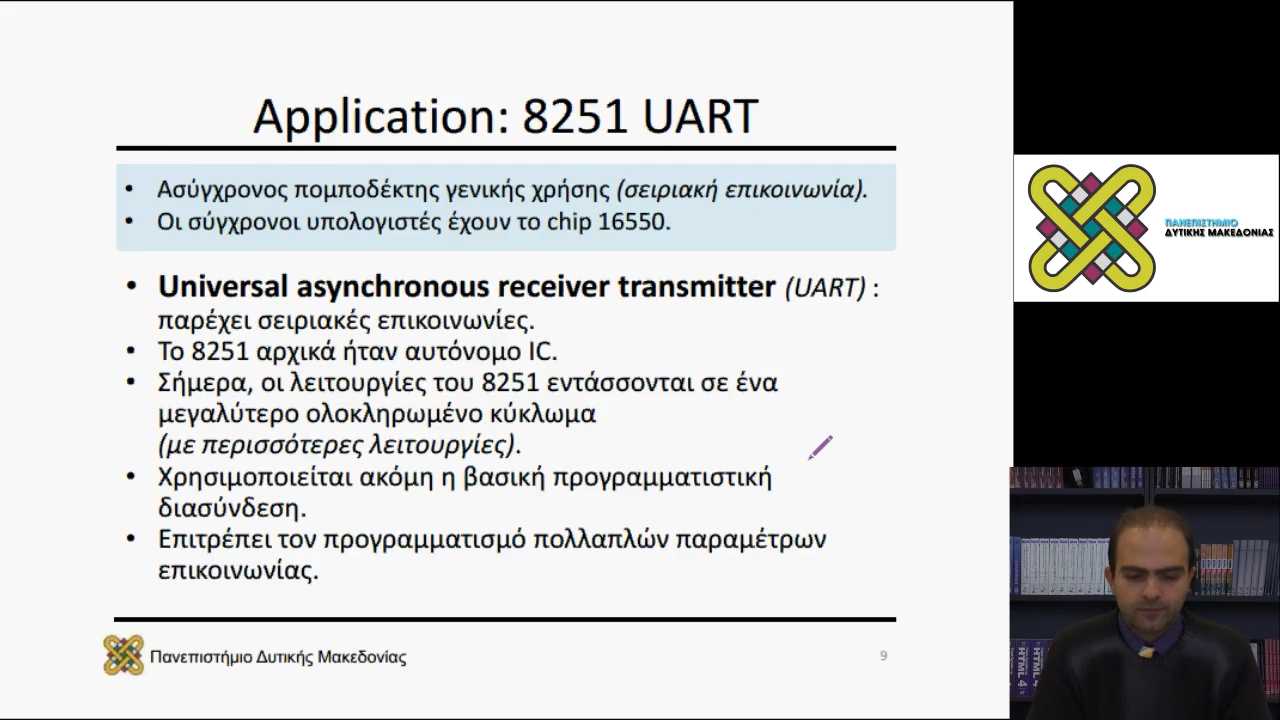 Application: 8251 UART
• Ασύγχρονος πομποδέκτης γενικής χρήσης (σειριακή επικοινωνία).
• Οι σύγχρονοι υπολογιστές έχουν το chip 16550.
• Universal asynchronous receiver transmitter (UART) :
παρέχει σειριακές επικοινωνίες.
• Το 8251 αρχικά ήταν αυτόνομο IC.
• Σήμερα, οι λειτουργίες του 8251 εντάσσονται σε ένα
μεγαλύτερο ολοκληρωμένο κύκλωμα
(με περισσότερες λειτουργίες).
• Χρησιμοποιείται ακόμη η βασική προγραμματιστική
διασύνδεση.
• Επιτρέπει τον προγραμματισμό πολλαπλών παραμέτρων
επικοινωνίας.
Πανεπιστήμιο Δυτικής Μακεδονίας
9
ΠΑΝΕΠΙΣΤΗΜΙΟ
ΔΥΤΙΚΗΣ ΜΑΚΕΔΟΝΙΑΣ
HTML 4